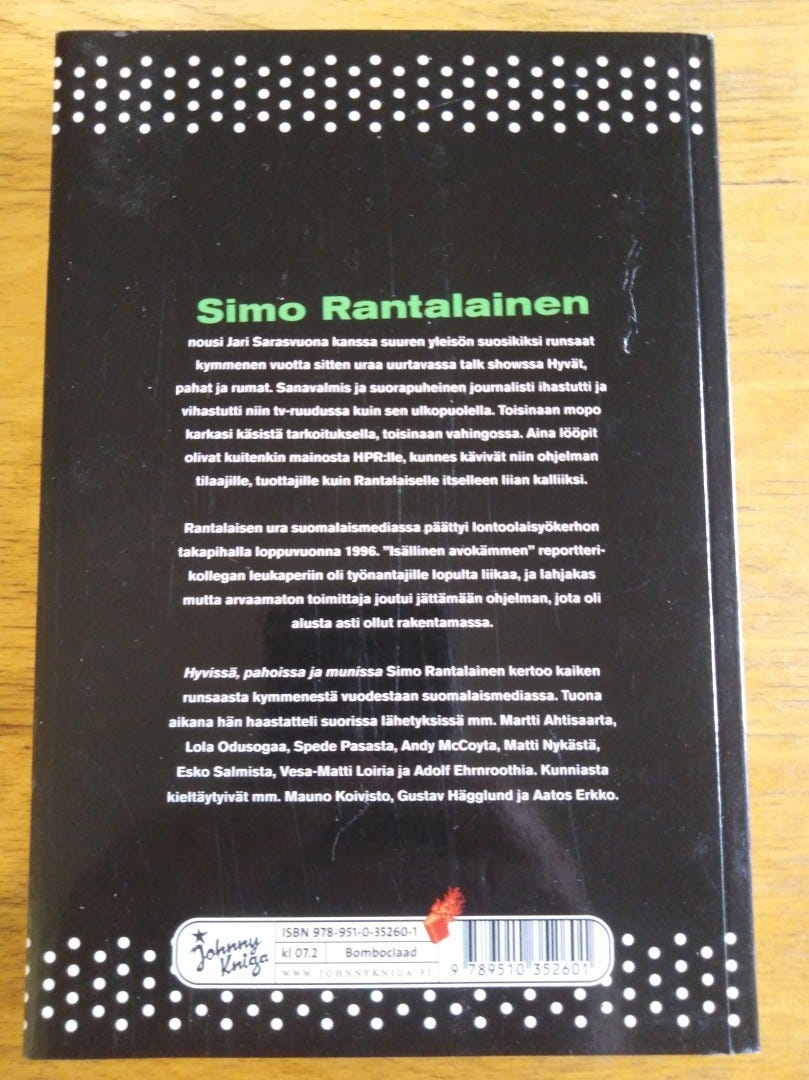 Simo Rantalainen
nousi Jari Sarasvuona kanssa suuren yleisön suosikiksi runsaat
kymmenen vuotta sitten uraa uurtavassa talk showssa Hyvät,
pahat ja rumat. Sanavalmis ja suorapuheinen journalisti ihastutti ja
vihastutti niin tv-ruudussa kuin sen ulkopuolella. Toisinaan mopo
karkasi käsistä tarkoituksella, toisinaan vahingossa. Aina lööpit
olivat kuitenkin mainosta HPR:lle, kunnes kävivät niin ohjelman
tilaajille, tuottajille kuin Rantalaiselle itselleen liian kalliiksi.
Rantalaisen ura suomalaismediassa päättyi lontoolaisyökerhon
takapihalla loppuvuonna 1996. "Isällinen avokämmen" reportteri-
kollegan leukaperiin oli työnantajille lopulta liikaa, ja lahjakas
mutta arvaamaton toimittaja joutui jättämään ohjelman, jota oli
alusta asti ollut rakentamassa.
Hyvissä, pahoissa ja munissa Simo Rantalainen kertoo kaiken
runsaasta kymmenestä vuodestaan suomalaismediassa. Tuona
aikana hän haastatteli suorissa lähetyksissä mm. Martti Ahtisaarta,
Lola Odusogaa, Spede Pasasta, Andy McCoyta, Matti Nykästä,
Esko Salmista, Vesa-Matti Loiria ja Adolf Ehrnroothia. Kunniasta
kieltäytyivät mm. Mauno Koivisto, Gustav Hägglund ja Aatos Erkko.
Johnny
Kniga
ISBN 978-951-0-35260-1
kl 07.2 Bomboclaad
WWW.JOHNNYKNIGA.FI
9 789510 352601